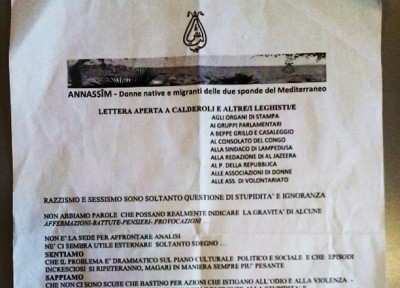 ANNASSÎM - Donne native e migranti delle due sponde del Mediterraneo
LETTERA APERTA A CALDEROLI E ALTRE/I LEGHISTI/E
AGLI ORGANI DI STAMPA
AI GRUPPI PARLAMENTARI
A BEPPE GRILLO E CASALEGGIO
AL CONSOLATO DEL CONGO
ALLA SINDACO DI LAMPEDUSA
ALLA REDAZIONE DI AL JAZEERA
AL P. DELLA REPUBBLICA
ALLE ASSOCIAZIONI DI DONNE
ALLE ASS. DI VOLONTARIATO
RAZZISMO E SESSISMO SONO SOLTANTO QUESTIONE DI STUPIDITA' E IGNORANZA
NON ABBIAMO PAROLE CHE POSSANO REALMENTE INDICARE LA GRAVITA' DI ALCUNE
AFFERMAZIONI-BATTUTE-PENSIERI- PROVOCAZIONI
NON E' LA SEDE PER AFFRONTARE ANALISI
NE' CI SEMBRA UTILE ESTERNARE SOLTANTO SDEGNO ...
SENTIAMO
CHE IL PROBLEMA E' DRAMMATICO SUL PIANO CULTURALE POLITICO E SOCIALE E CHE EPISODI
INCRESCIOSI SI RIPETERANNO, MAGARI IN MANIERA SEMPRE PIU' PESANTE
SAPPIAMO
CHE NON CI SONO SCUSE CHE BASTINO PER AZIONI CHE ISTIGANO ALL'ODIO E ALLA VIOLENZA -